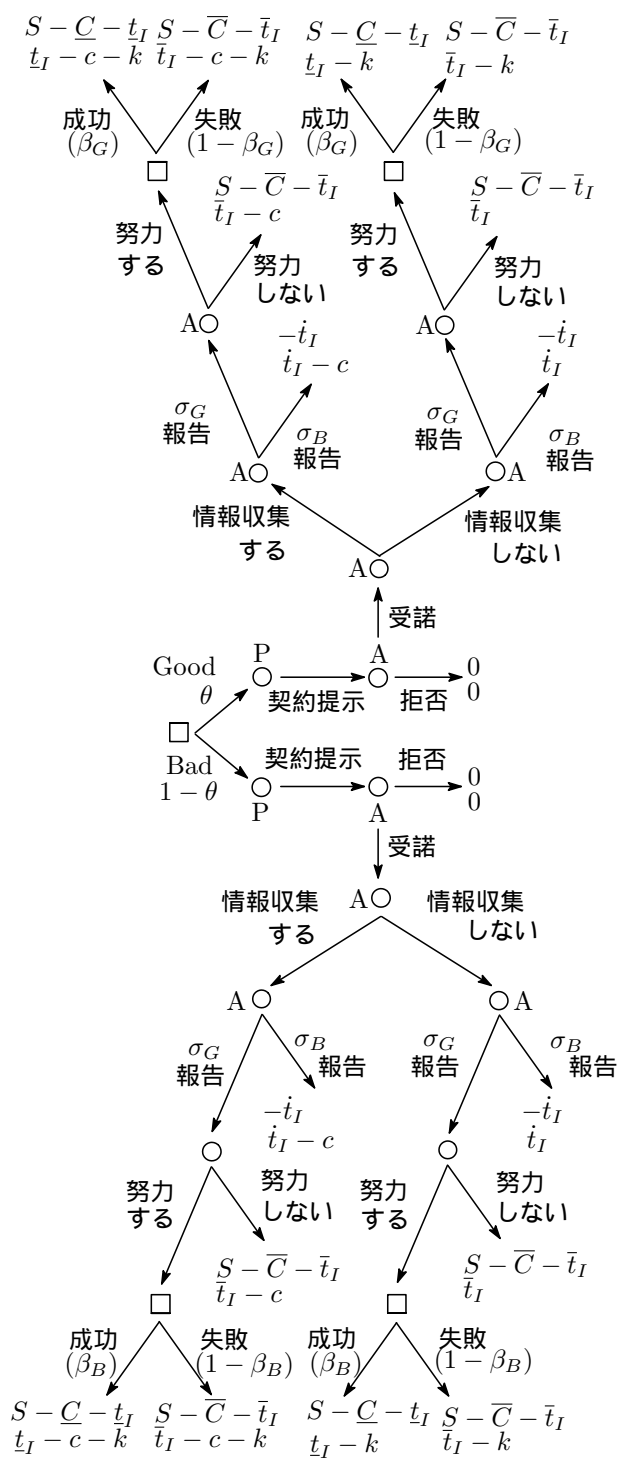 S − C̲ − t̲_I S − C̅ − t̄_I S − C̲ − t̲_I S − C̅ − t̄_I
t̲_I − c − k t̄_I − c − k t̲_I − k t̄_I − k
成功 失敗 成功 失敗
(β_G) (1 − β_G) (β_G) (1 − β_G)
S − C̅ − t̄_I S − C̅ − t̄_I
t̄_I − c t̄_I
努力 努力
する する
努力 努力
しない しない
A A
−ṫ_I −ṫ_I
ṫ_I − c ṫ_I
σ_G σ_G
報告 報告
σ_B σ_B
報告 報告
A A
情報収集 情報収集
する しない
A
受諾
Good P A 0
θ 契約提示 拒否 0
Bad 契約提示 拒否 0
1 − θ P A 0
受諾
情報収集 A 情報収集
する しない
A A
σ_G σ_B σ_G σ_B
報告 報告 報告 報告
−ṫ_I −ṫ_I
ṫ_I − c ṫ_I
努力 努力 努力 努力
する しない する しない
S − C̅ − t̄_I S − C̅ − t̄_I
t̄_I − c t̄_I
成功 失敗 成功 失敗
(β_B) (1 − β_B) (β_B) (1 − β_B)
S − C̲ − t̲_I S − C̅ − t̄_I S − C̲ − t̲_I S − C̅ − t̄_I
t̲_I − c − k t̄_I − c − k t̲_I − k t̄_I − k